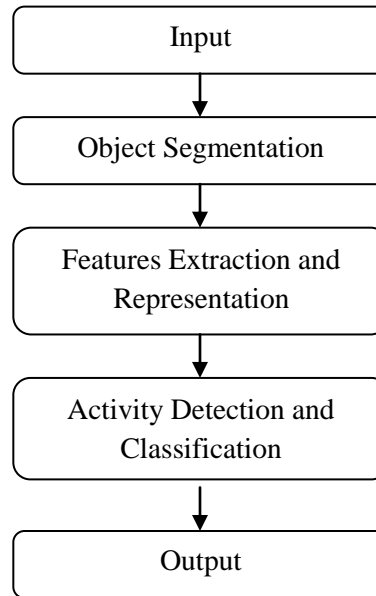 Input
Object Segmentation
Features Extraction and
Representation
Activity Detection and
Classification
Output